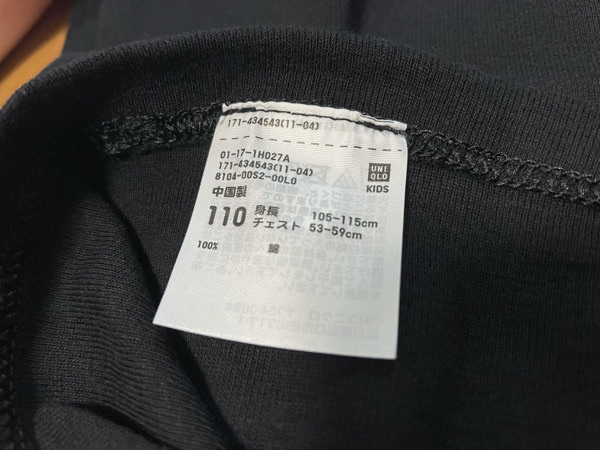 171-434543(11-04)
01-17-1H027A
171-434543(11-04)
8104-00S2-00L0
UNI
QLO
KIDS
中国製
110 身長 105-115cm
チェスト 53-59cm
100% 綿